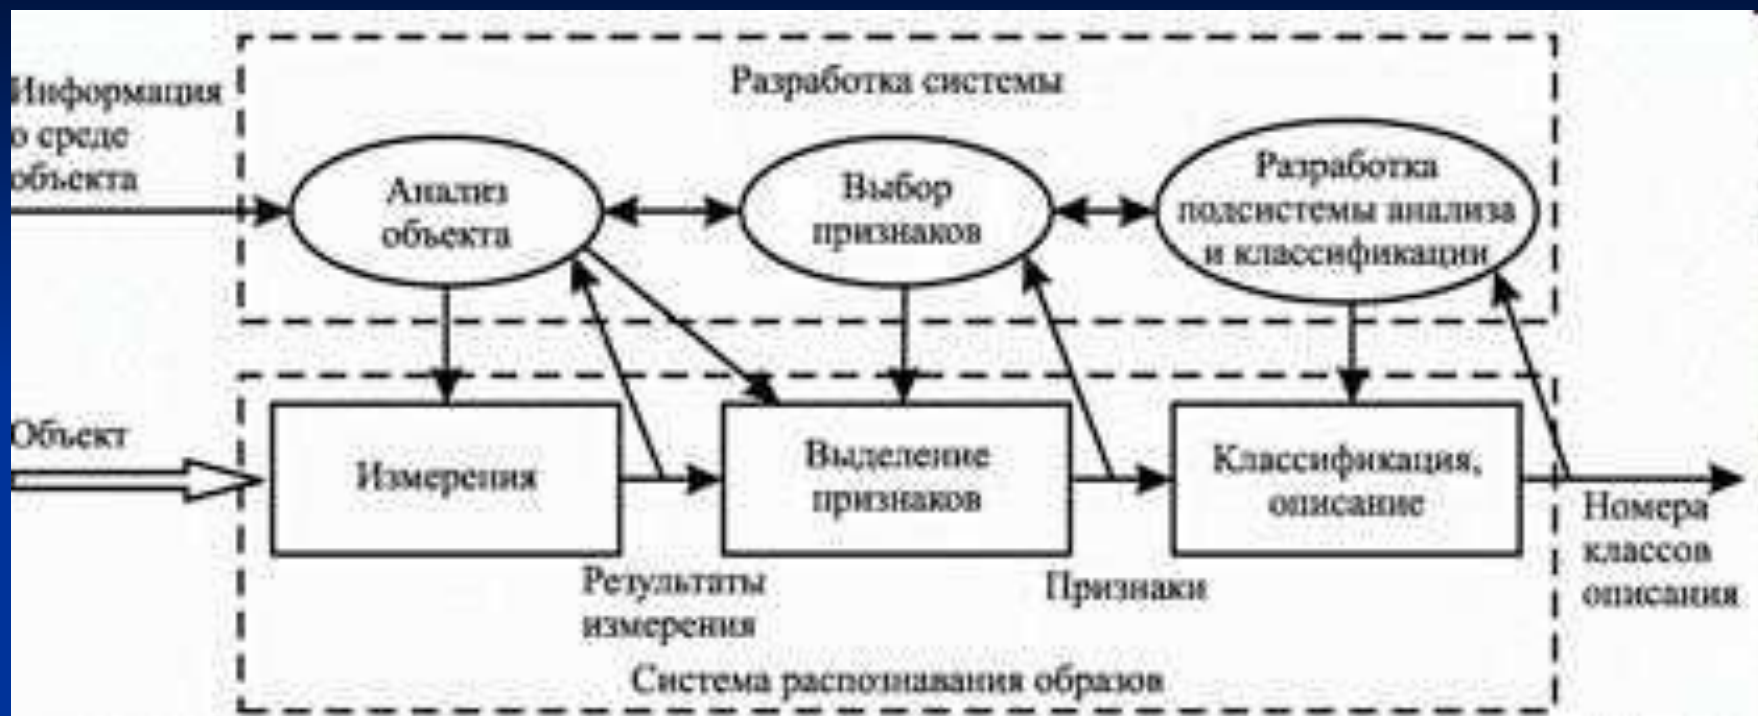 Разработка системы
Информация
о среде
объекта
Анализ
объекта
Выбор
признаков
Разработка
подсистемы анализа
и классификации
Объект
Измерения
Выделение
признаков
Классификация,
описание
Результаты
измерения
Признаки
Номера
классов
описания
Система распознавания образов